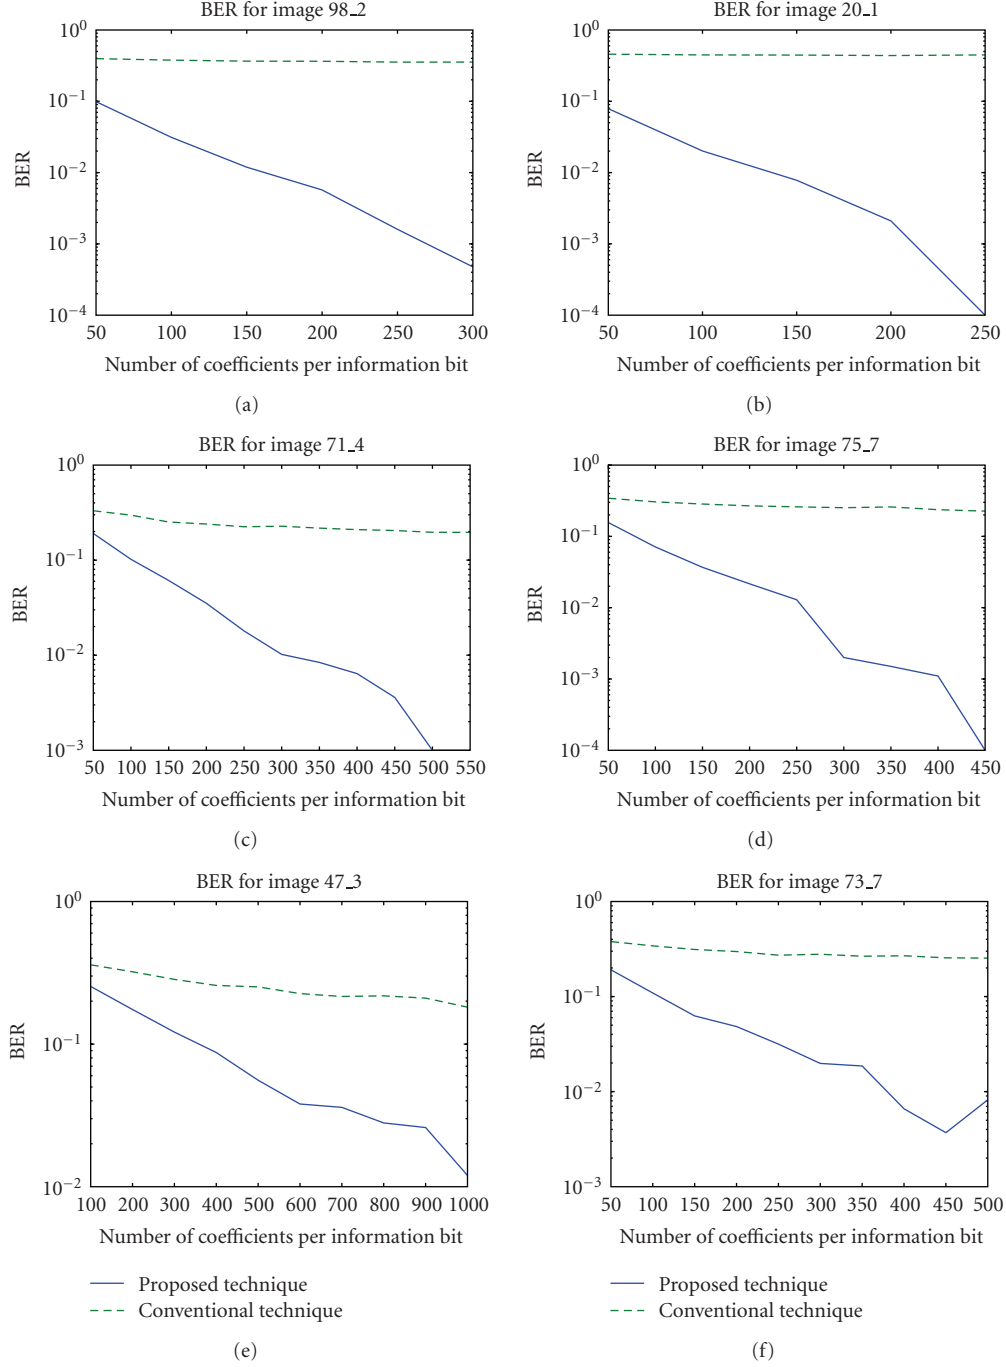 BER for image 98_2
10^0
10^−1
10^−2
10^−3
10^−4
BER
50 100 150 200 250 300
Number of coefficients per information bit
(a)
BER for image 20_1
10^0
10^−1
10^−2
10^−3
10^−4
BER
50 100 150 200 250
Number of coefficients per information bit
(b)
BER for image 71_4
10^0
10^−1
10^−2
10^−3
BER
50 100 150 200 250 300 350 400 450 500 550
Number of coefficients per information bit
(c)
BER for image 75_7
10^0
10^−1
10^−2
10^−3
10^−4
BER
50 100 150 200 250 300 350 400 450
Number of coefficients per information bit
(d)
BER for image 47_3
10^0
10^−1
10^−2
BER
100 200 300 400 500 600 700 800 900 1000
Number of coefficients per information bit
Proposed technique
Conventional technique
(e)
BER for image 73_7
10^0
10^−1
10^−2
10^−3
BER
50 100 150 200 250 300 350 400 450 500
Number of coefficients per information bit
Proposed technique
Conventional technique
(f)